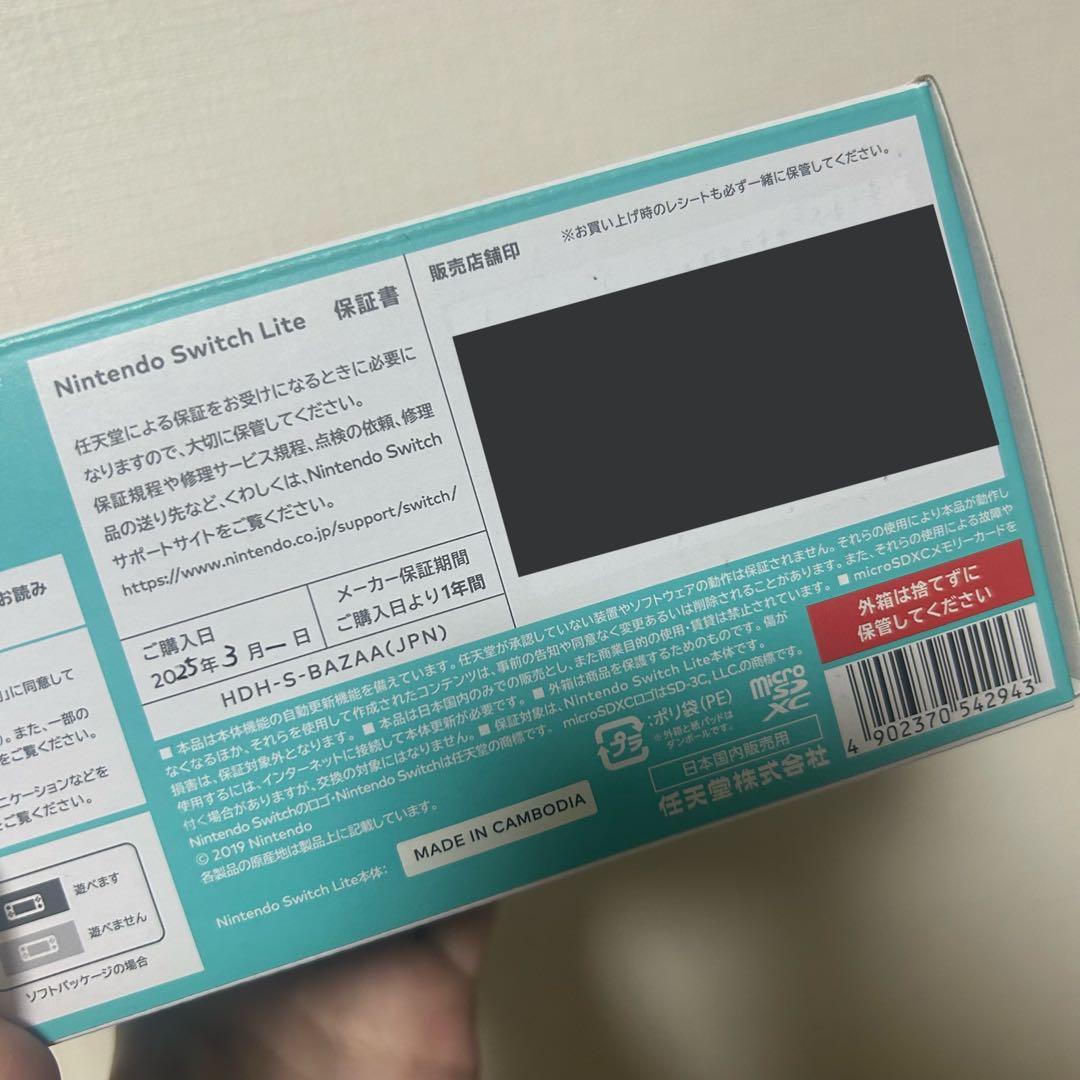 Nintendo Switch Lite 保証書
任天堂による保証をお受けになるときに必要に
なりますので、大切に保管してください。
保証規程や修理サービス規程、点検の依頼、修理
品の送り先など、くわしくは、Nintendo Switch
サポートサイトをご覧ください。
https://www.nintendo.co.jp/support/switch/
ご購入日
2025年3月一日
メーカー保証期間
ご購入日より1年間
HDH-S-BAZAA(JPN)
販売店舗印
※お買い上げ時のレシートも必ず一緒に保管してください。
■ 本品は本体機能の自動更新機能を備えています。任天堂が承認していない装置やソフトウェアの動作は保証されません。それらの使用により本品が動作し
なくなるほか、それらを使用して作成されたコンテンツは、事前の告知や同意なく変更あるいは削除されることがあります。また、それらの使用による故障や
損害は、保証対象外となります。 ■ 本品は日本国内のみでの販売とし、また商業目的の使用・賃貸は禁止されています。 ■ microSDXC×メモリーカードを
使用するには、インターネットに接続して本体更新が必要です。 ■ 外箱は商品を保護するためのものです。傷が
付く場合がありますが、交換の対象にはなりません。 ■ 保証対象は、Nintendo Switch Lite本体です。
Nintendo Switchのロゴ・Nintendo Switchは任天堂の商標です。 microSDXCロゴはSD-3C, LLC.の商標です。
© 2019 Nintendo
各製品の原産地は製品上に記載しています。
Nintendo Switch Lite本体:
MADE IN CAMBODIA
プラ
:ポリ袋(PE)
※外箱と紙パッドは
ダンボールです。
micro
SD
XC
日本国内販売用
任天堂株式会社
外箱は捨てずに
保管してください
4 902370 542943
お読み
に同意して
また、一部の
をご覧ください。
ニケーションなどを
ご覧ください。
遊べます
遊べません
ソフトパッケージの場合